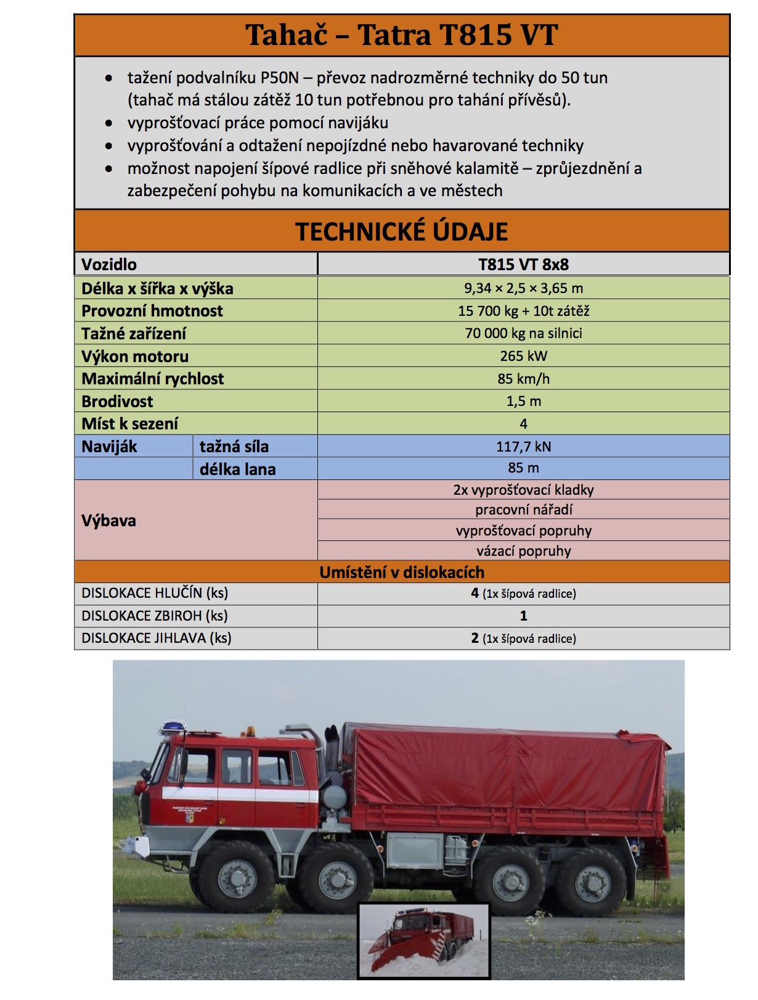 Tahač – Tatra T815 VT
• tažení podvalníku P50N – převoz nadrozměrné techniky do 50 tun
(tahač má stálou zátěž 10 tun potřebnou pro tahání přívěsů).
• vyprošťovací práce pomocí navijáku
• vyprošťování a odtažení nepojízdné nebo havarované techniky
• možnost napojení šípové radlice při sněhové kalamitě – zprůjezdnění a
zabezpečení pohybu na komunikacích a ve městech
TECHNICKÉ ÚDAJE
Vozidlo T815 VT 8x8
Délka x šířka x výška 9,34 × 2,5 × 3,65 m
Provozní hmotnost 15 700 kg + 10t zátěž
Tažné zařízení 70 000 kg na silnici
Výkon motoru 265 kW
Maximální rychlost 85 km/h
Brodivost 1,5 m
Míst k sezení 4
Naviják tažná síla 117,7 kN
délka lana 85 m
Výbava
2x vyprošťovací kladky
pracovní nářadí
vyprošťovací popruhy
vázací popruhy
Umístění v dislokacích
DISLOKACE HLUČÍN (ks) 4 (1x šípová radlice)
DISLOKACE ZBIROH (ks) 1
DISLOKACE JIHLAVA (ks) 2 (1x šípová radlice)
HASIČSKÝ ZÁCHRANNÝ SBOR
ZÁCHRANNÝ ÚTVAR
HLUČÍN